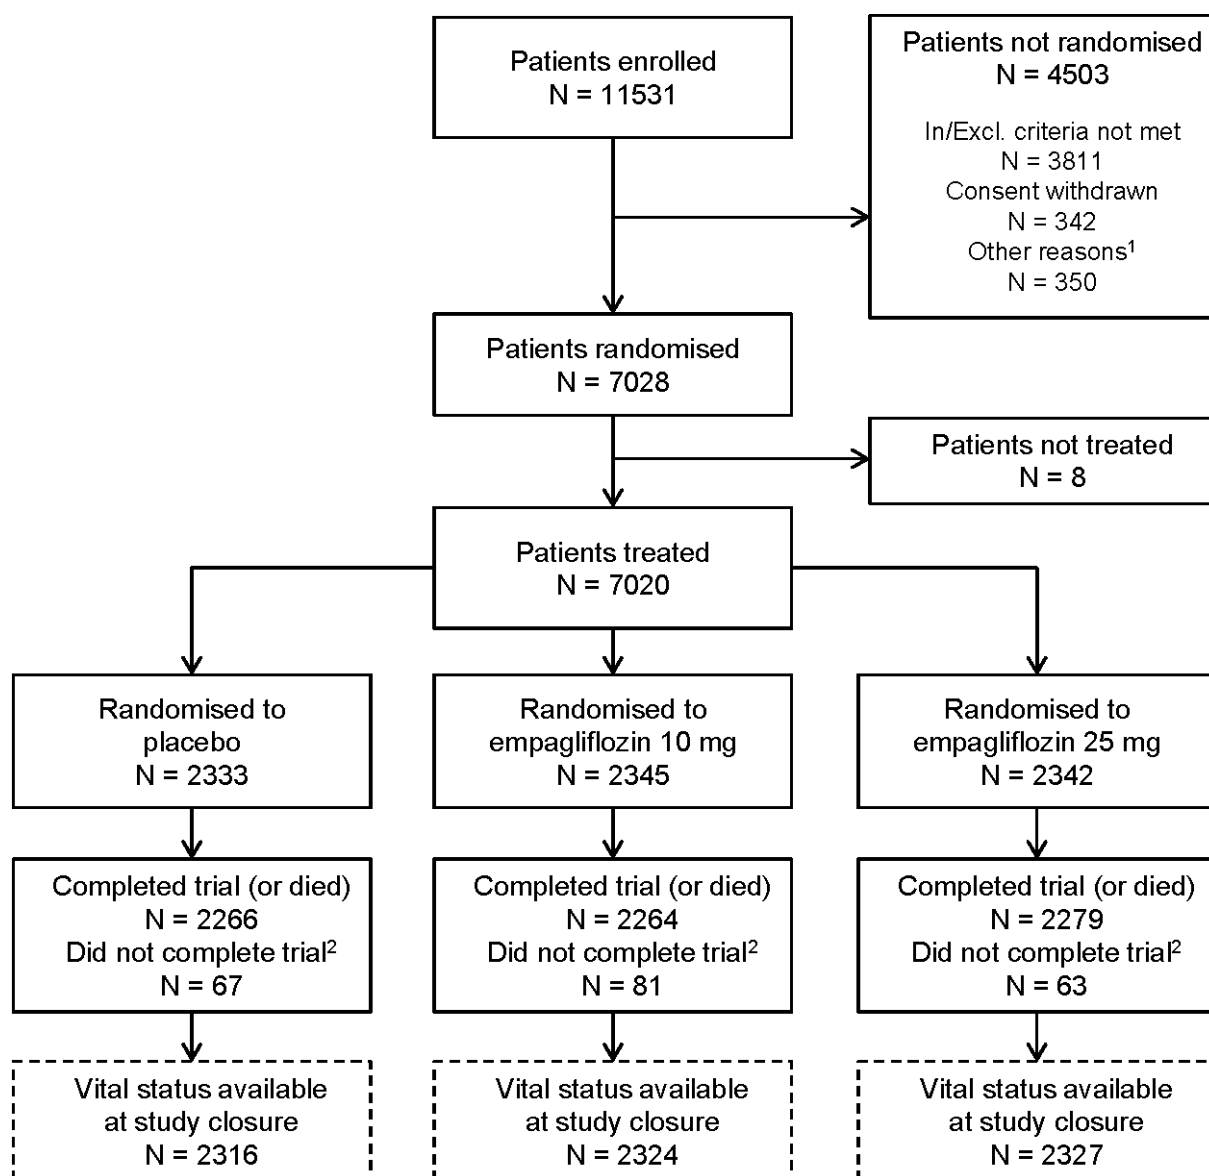 Patients enrolled
N = 11531
Patients not randomised
N = 4503
In/Excl. criteria not met
N = 3811
Consent withdrawn
N = 342
Other reasons¹
N = 350
Patients randomised
N = 7028
Patients not treated
N = 8
Patients treated
N = 7020
Randomised to
placebo
N = 2333
Randomised to
empagliflozin 10 mg
N = 2345
Randomised to
empagliflozin 25 mg
N = 2342
Completed trial (or died)
N = 2266
Did not complete trial²
N = 67
Completed trial (or died)
N = 2264
Did not complete trial²
N = 81
Completed trial (or died)
N = 2279
Did not complete trial²
N = 63
Vital status available
at study closure
N = 2316
Vital status available
at study closure
N = 2324
Vital status available
at study closure
N = 2327